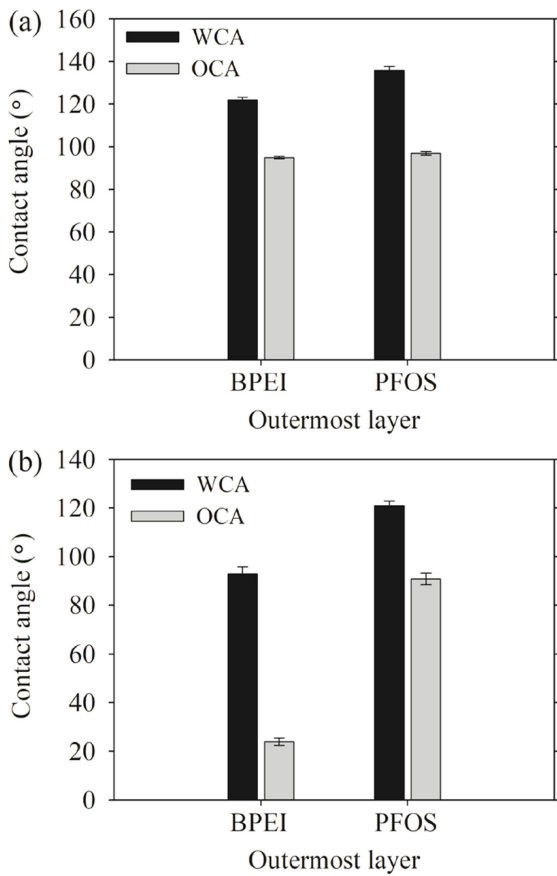 (a)
160
140
120
100
80
60
40
20
0
Contact angle (°)
WCA
OCA
BPEI PFOS
Outermost layer
(b)
140
120
100
80
60
40
20
0
Contact angle (°)
WCA
OCA
BPEI PFOS
Outermost layer